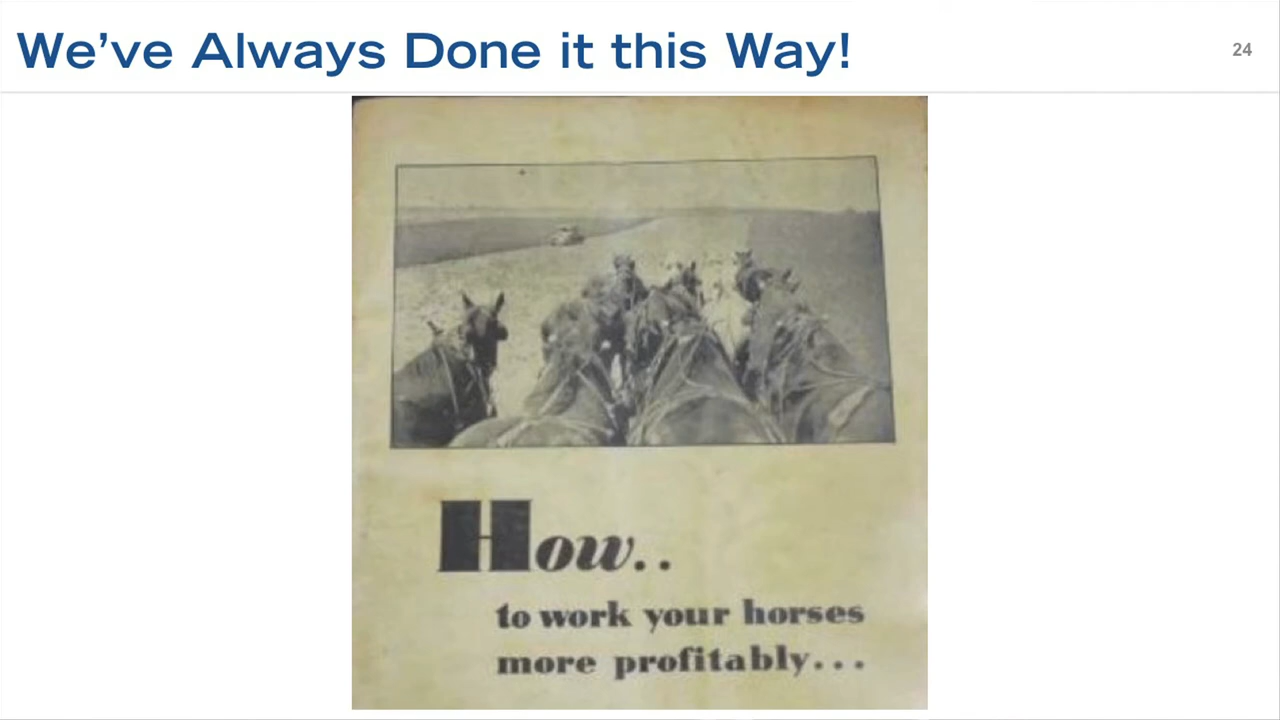 We’ve Always Done it this Way!
24
How..
to work your horses
more profitably...